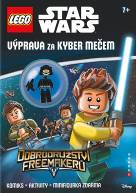 LEGO
STAR WARS
7+
VÝPRAVA ZA KYBER MEČEM
DOBRODRUŽSTVÍ
FREEMAKERŮ
KOMIKS • AKTIVITY • MINIFIGURKA ZDARMA